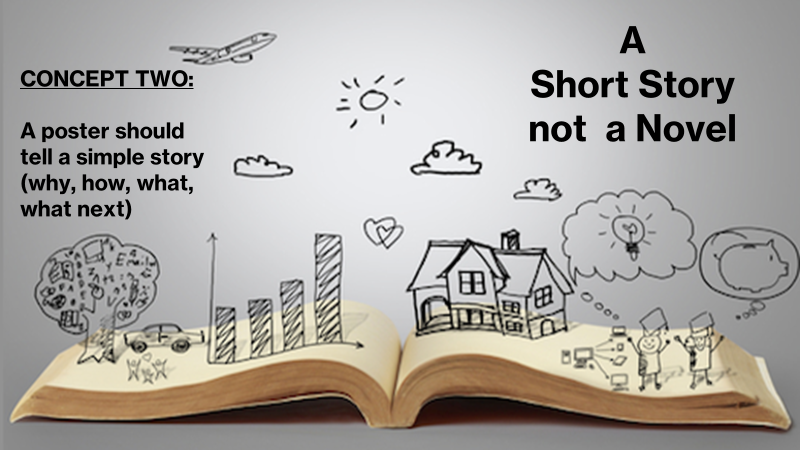 A
Short Story
not a Novel
CONCEPT TWO:
A poster should
tell a simple story
(why, how, what,
what next)